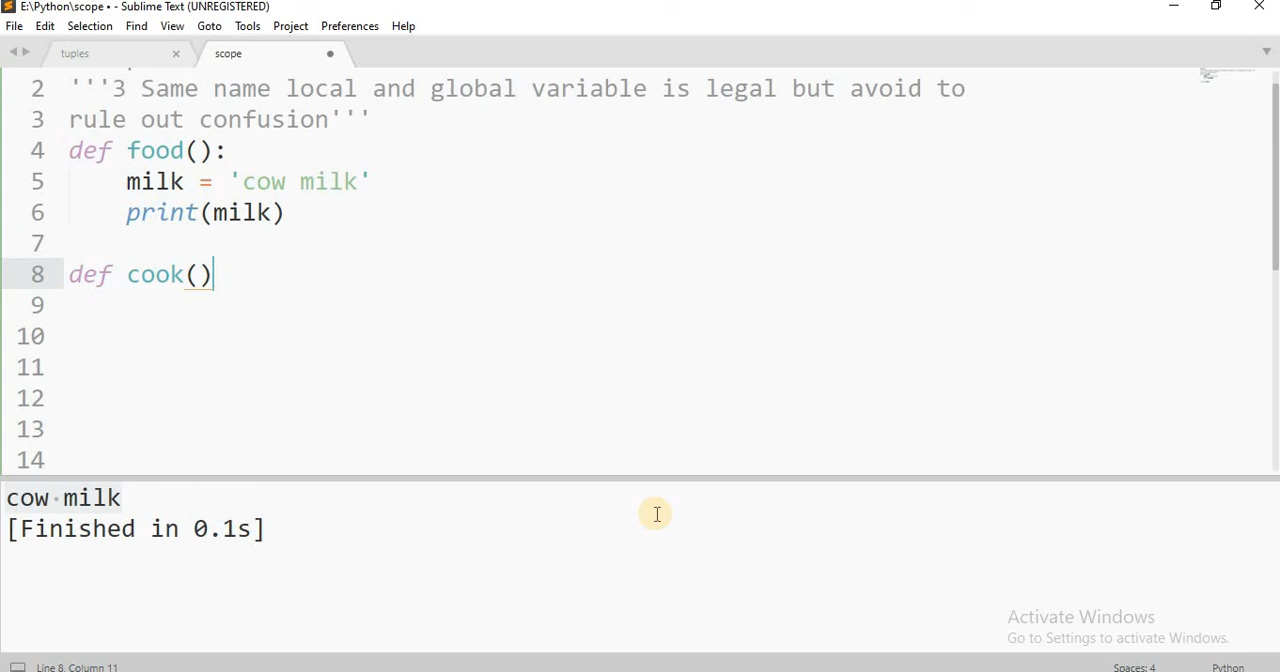 E:\Python\scope • - Sublime Text (UNREGISTERED)
File Edit Selection Find View Goto Tools Project Preferences Help
tuples scope
2 '''3 Same name local and global variable is legal but avoid to
3 rule out confusion'''
4 def food():
5 milk = 'cow milk'
6 print(milk)
7
8 def cook()
9
10
11
12
13
14
cow milk
[Finished in 0.1s]
Activate Windows
Go to Settings to activate Windows.
Line 8, Column 11 Spaces: 4 Python